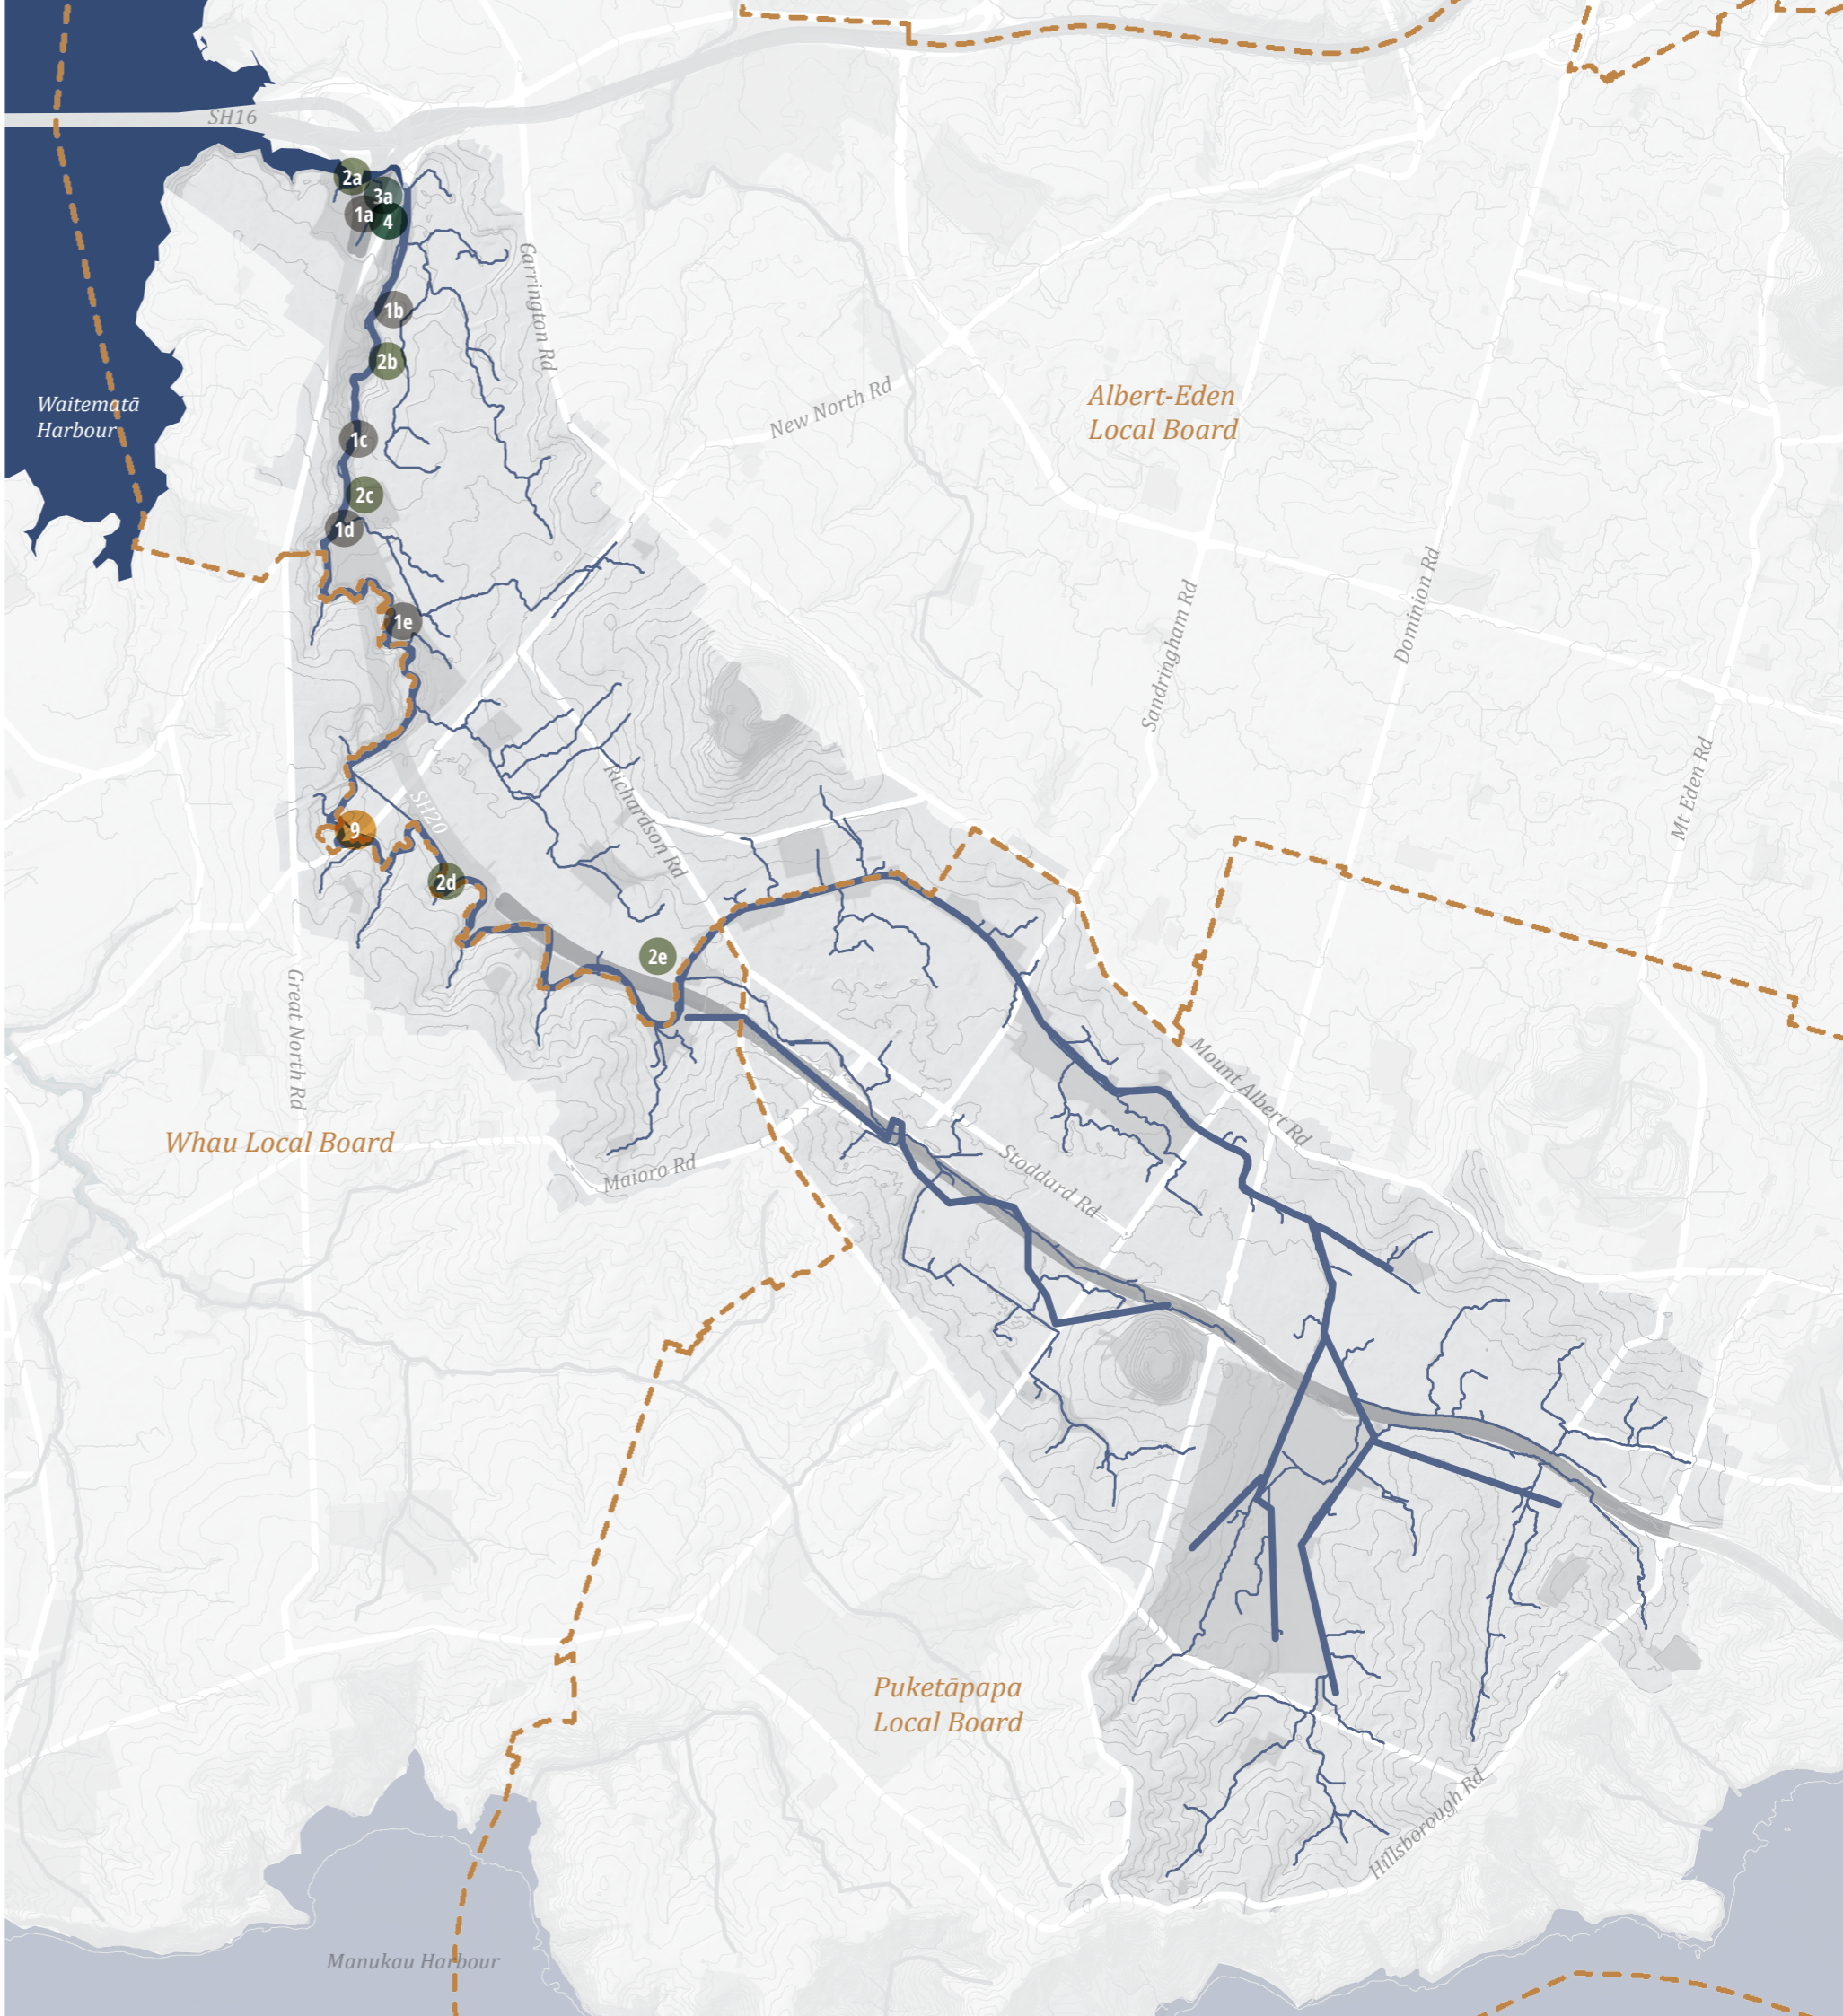 SH16
2a
3a
1a
4
Carrington Rd
1b
2b
Waitematā
Harbour
New North Rd
Albert-Eden
Local Board
1c
2c
1d
Sandringham Rd
Dominion Rd
1e
Mt Eden Rd
Richardson Rd
SH20
9
2d
2e
Great North Rd
Mount Albert Rd
Whau Local Board
Maioro Rd
Stoddard Rd
Puketāpapa
Local Board
Hillsborough Rd
Manukau Harbour